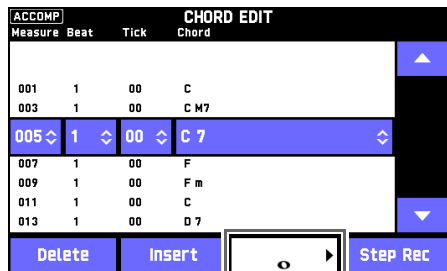 ACCOMP CHORD EDIT
Measure Beat Tick Chord
001 1 00 C
003 1 00 C M7
005 1 00 C 7
007 1 00 F
009 1 00 F m
011 1 00 C
013 1 00 D 7
Delete Insert Step Rec